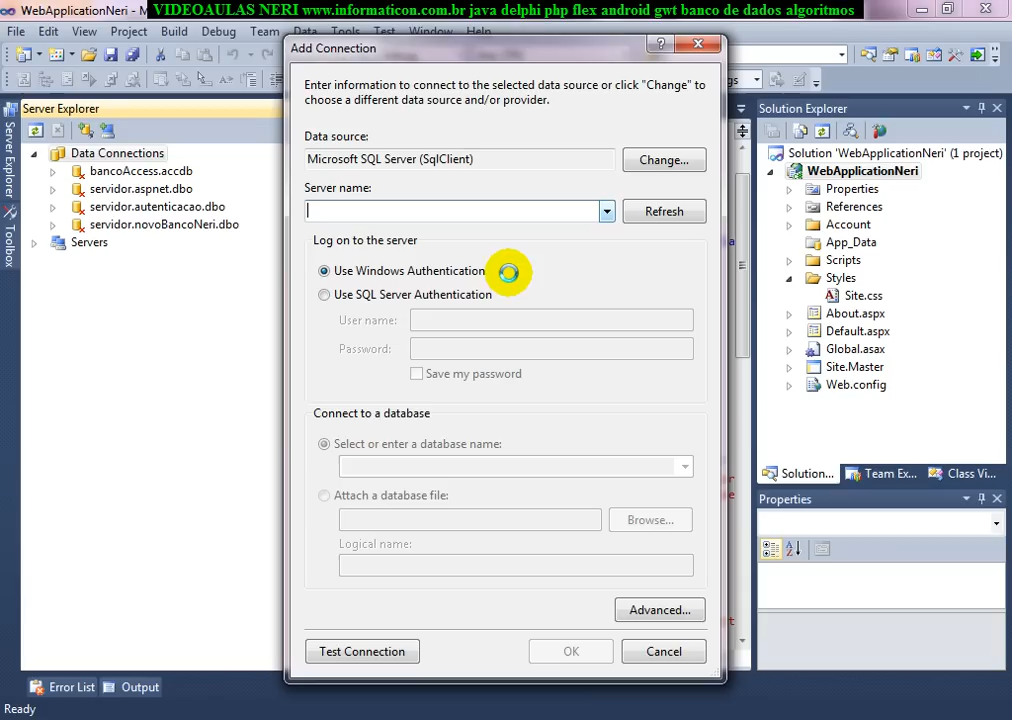 WebApplicationNeri - M
VIDEOAULAS NERI www.informaticon.com.br java delphi php flex android gwt banco de dados algoritmos
File Edit View Project Build Debug Team Data Tools Test Window Help
Server Explorer
Toolbox
Server Explorer
Data Connections
bancoAccess.accdb
servidor.aspnet.dbo
servidor.autenticacao.dbo
servidor.novoBancoNeri.dbo
Servers
Add Connection
Enter information to connect to the selected data source or click "Change" to
choose a different data source and/or provider.
Data source:
Microsoft SQL Server (SqlClient)
Change...
Server name:
Refresh
Log on to the server
Use Windows Authentication
Use SQL Server Authentication
User name:
Password:
Save my password
Connect to a database
Select or enter a database name:
Attach a database file:
Browse...
Logical name:
Advanced...
Test Connection
OK
Cancel
Solution Explorer
Solution 'WebApplicationNeri' (1 project)
WebApplicationNeri
Properties
References
Account
App_Data
Scripts
Styles
Site.css
About.aspx
Default.aspx
Global.asax
Site.Master
Web.config
Solution...
Team Ex...
Class Vi...
Properties
Error List
Output
Ready